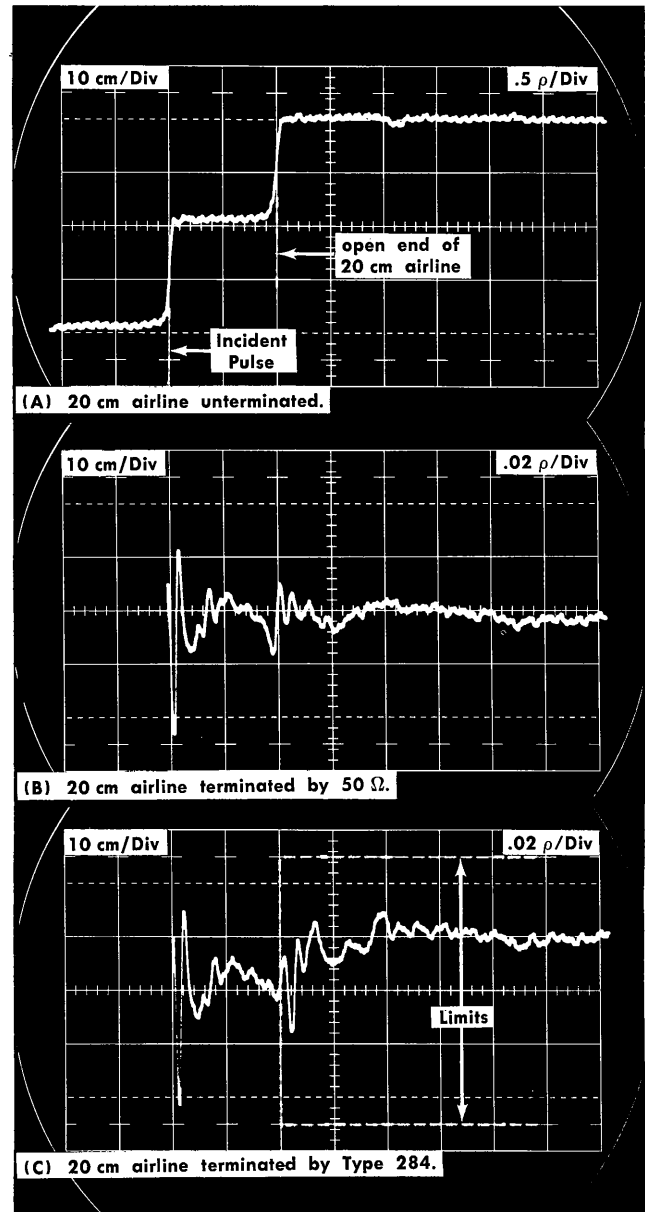 10 cm/Div .5 ρ/Div
open end of
20 cm airline
Incident
Pulse
(A) 20 cm airline unterminated.
10 cm/Div .02 ρ/Div
(B) 20 cm airline terminated by 50 Ω.
10 cm/Div .02 ρ/Div
Limits
(C) 20 cm airline terminated by Type 284.